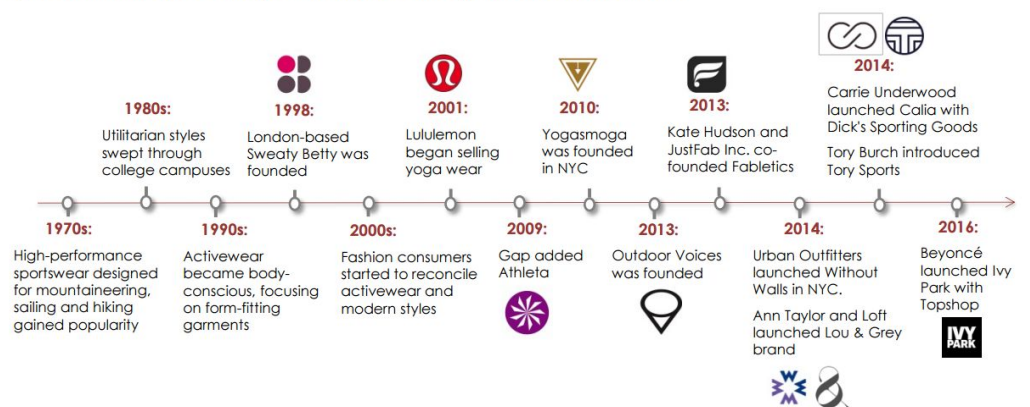 1980s:
Utilitarian styles
swept through
college campuses
1998:
London-based
Sweaty Betty was
founded
2001:
Lululemon
began selling
yoga wear
2010:
Yogasmoga
was founded
in NYC
2013:
Kate Hudson and
JustFab Inc. co-
founded Fabletics
2014:
Carrie Underwood
launched Calia with
Dick's Sporting Goods
Tory Burch introduced
Tory Sports
1970s:
High-performance
sportswear designed
for mountaineering,
sailing and hiking
gained popularity
1990s:
Activewear
became body-
conscious, focusing
on form-fitting
garments
2000s:
Fashion consumers
started to reconcile
activewear and
modern styles
2009:
Gap added
Athleta
2013:
Outdoor Voices
was founded
2014:
Urban Outfitters
launched Without
Walls in NYC.
Ann Taylor and Loft
launched Lou & Grey
brand
2016:
Beyoncé
launched Ivy
Park with
Topshop
IVY
PARK